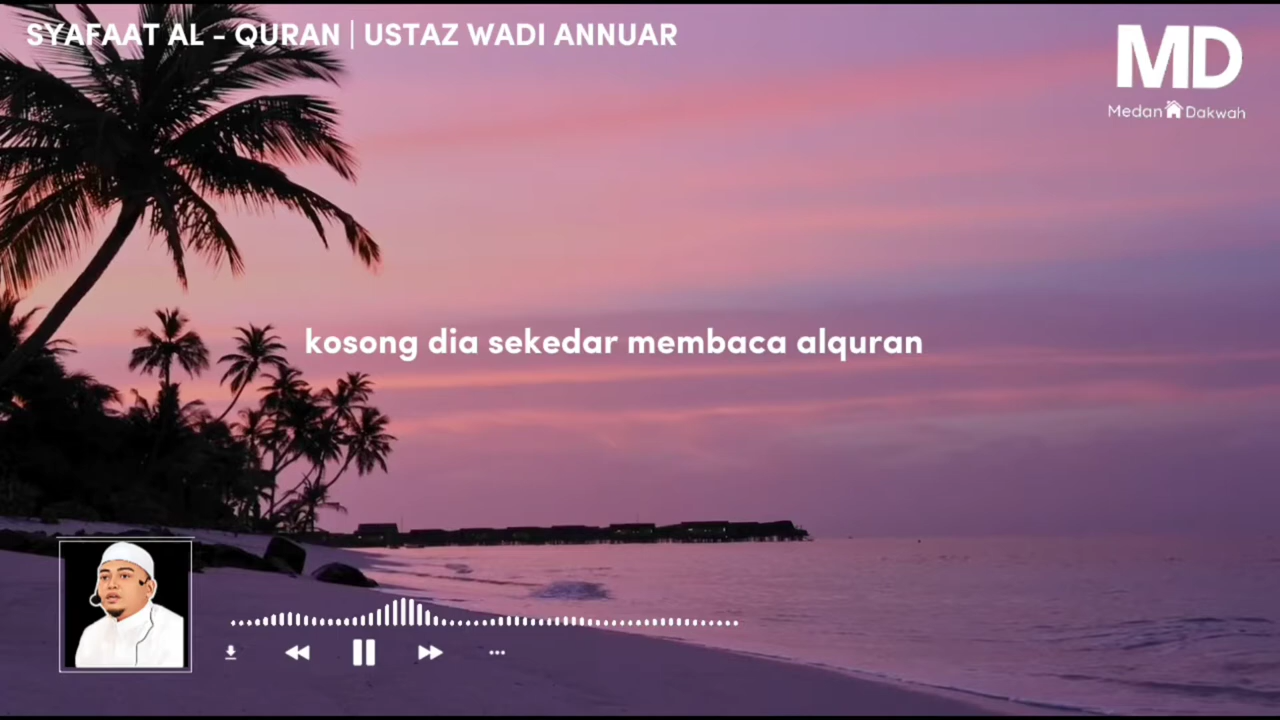 SYAFAAT AL - QURAN | USTAZ WADI ANNUAR
MD
Medan Dakwah
kosong dia sekedar membaca alquran